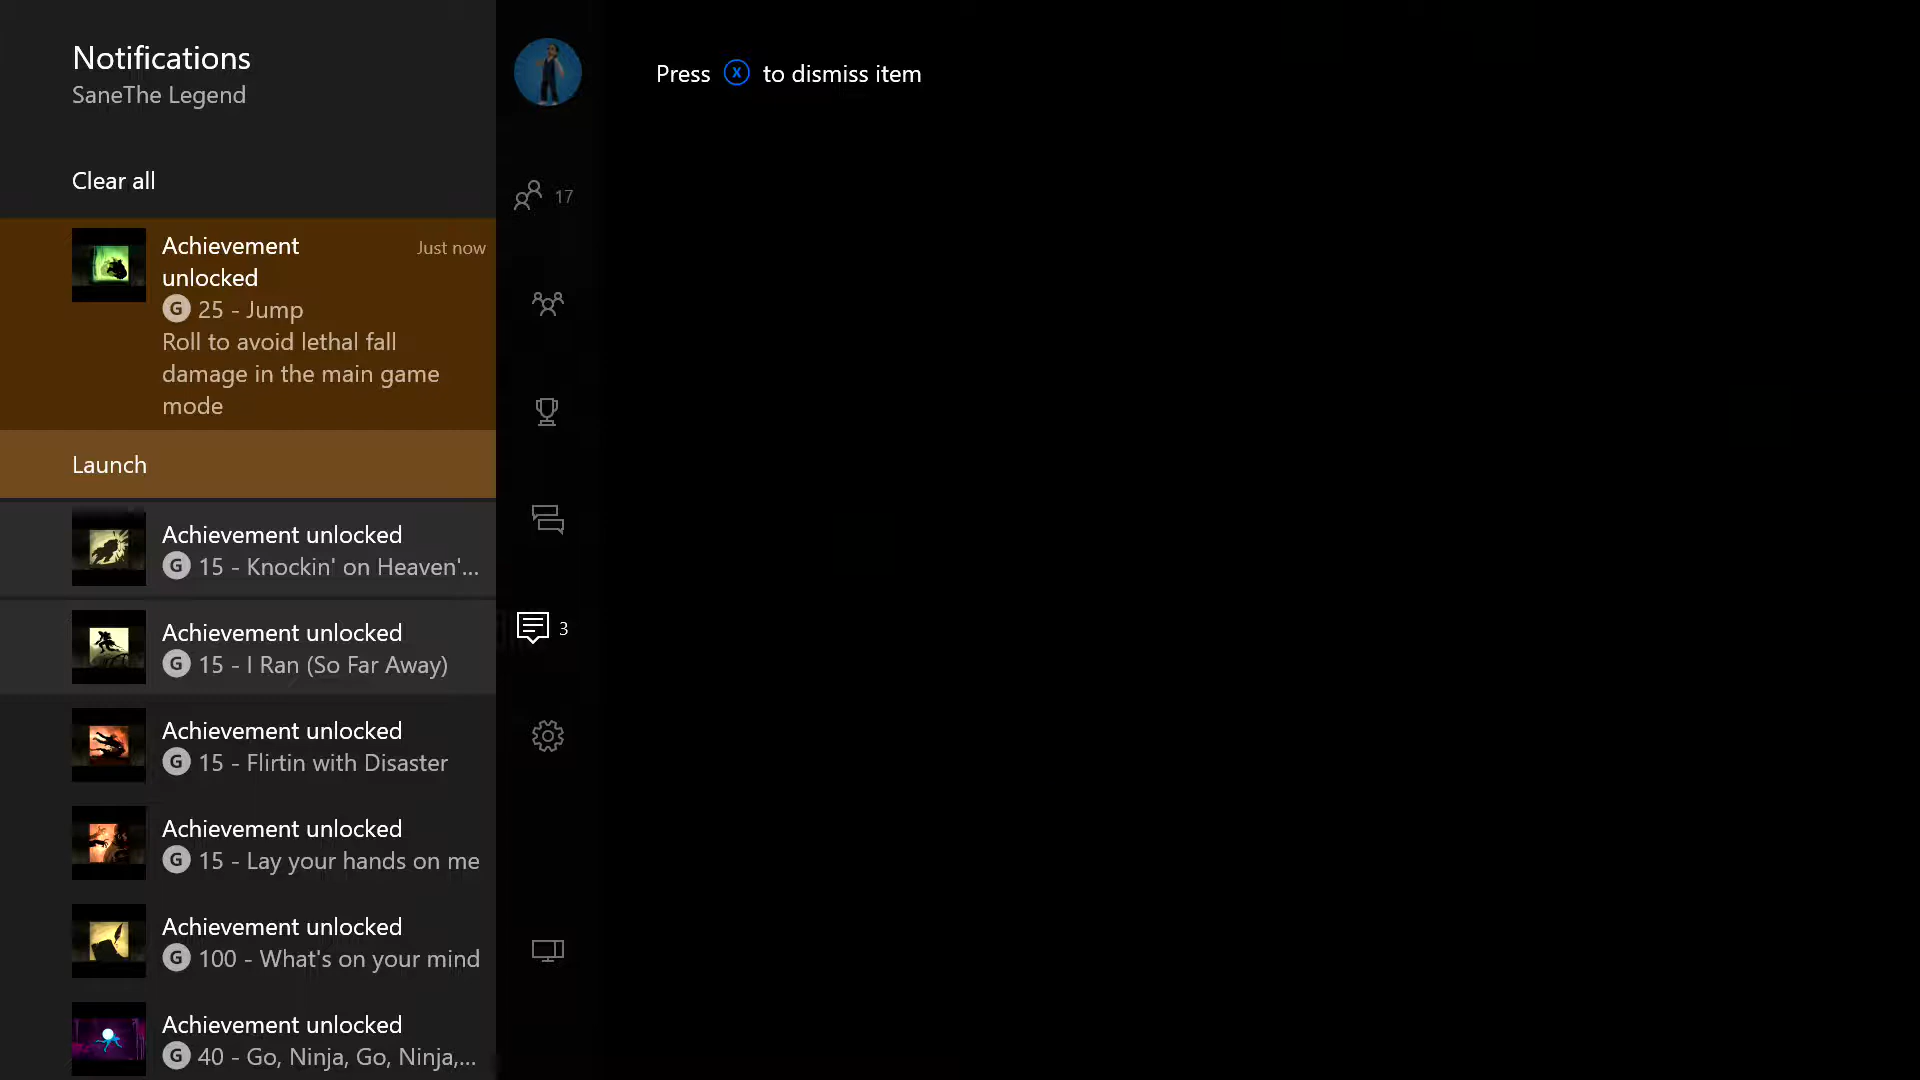 Notifications
SaneThe Legend
Press X to dismiss item
Clear all
17
Achievement Just now
unlocked
G 25 - Jump
Roll to avoid lethal fall
damage in the main game
mode
Launch
Achievement unlocked
G 15 - Knockin' on Heaven'...
Achievement unlocked
G 15 - I Ran (So Far Away)
3
Achievement unlocked
G 15 - Flirtin with Disaster
Achievement unlocked
G 15 - Lay your hands on me
Achievement unlocked
G 100 - What's on your mind
Achievement unlocked
G 40 - Go, Ninja, Go, Ninja,...